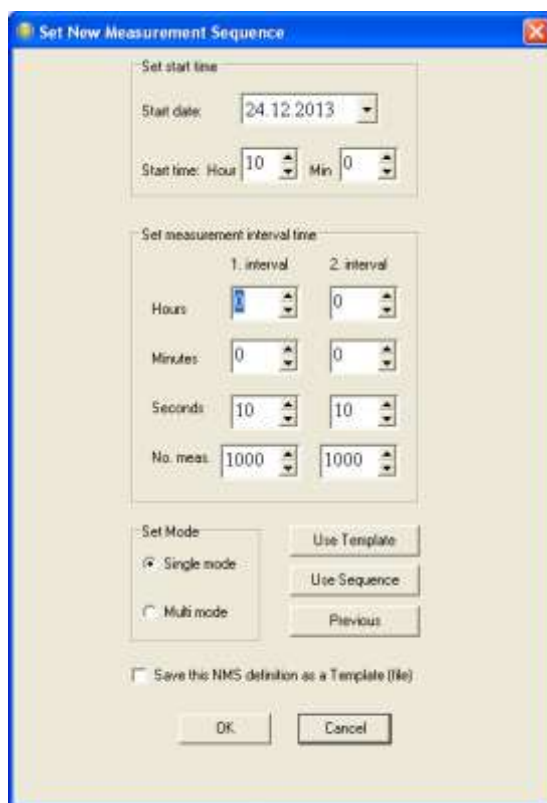 Set New Measurement Sequence
Set start time
Start date: 24.12.2013
Start time: Hour 10 Min 0
Set measurement interval time
1. interval 2. interval
Hours 0 0
Minutes 0 0
Seconds 10 10
No. meas. 1000 1000
Set Mode
Single mode
Multi mode
Use Template
Use Sequence
Previous
Save this NMS definition as a Template (file)
OK Cancel